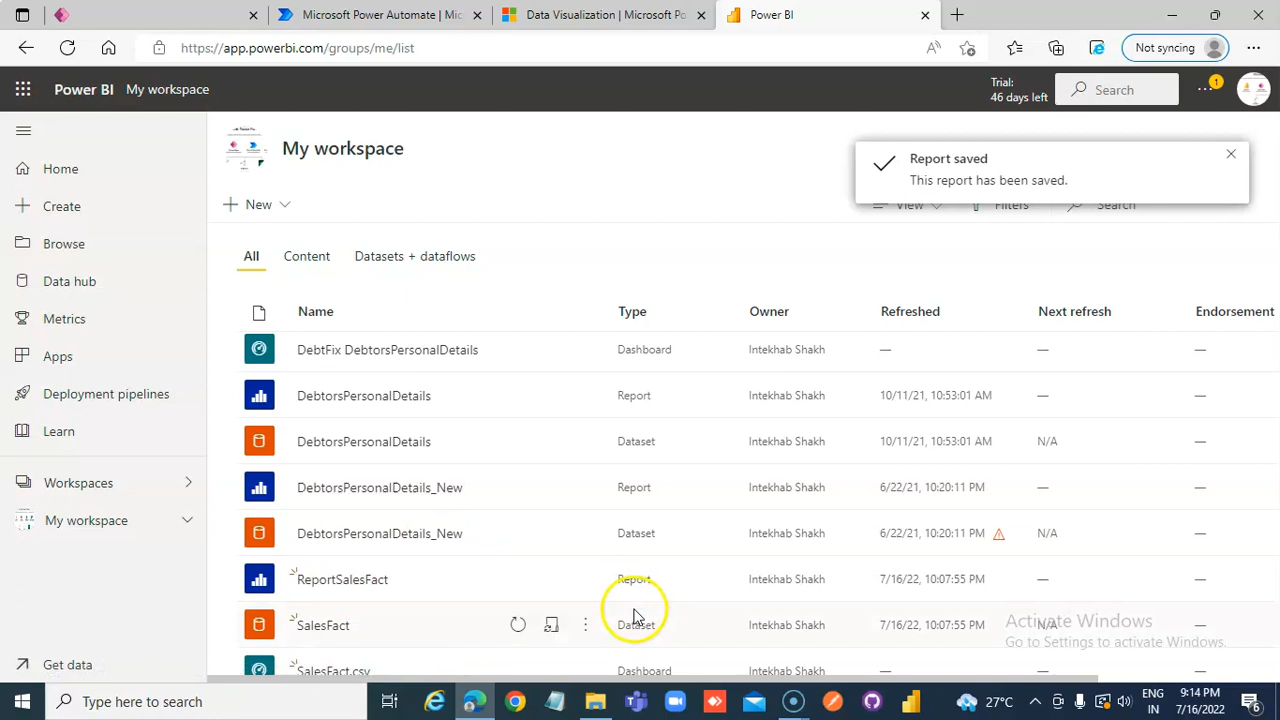 Microsoft Power Automate | Mic
Data Visualization | Microsoft Po
Power BI
https://app.powerbi.com/groups/me/list
Not syncing
Power BI My workspace
Trial:
46 days left
Search
1
My workspace
Report saved
This report has been saved.
New
View
Filters
Search
Home
Create
Browse
Data hub
Metrics
Apps
Deployment pipelines
Learn
Workspaces
My workspace
Get data
All Content Datasets + dataflows
Name Type Owner Refreshed Next refresh Endorsement
DebtFix DebtorsPersonalDetails Dashboard Intekhab Shakh — — —
DebtorsPersonalDetails Report Intekhab Shakh 10/11/21, 10:53:01 AM — —
DebtorsPersonalDetails Dataset Intekhab Shakh 10/11/21, 10:53:01 AM N/A —
DebtorsPersonalDetails_New Report Intekhab Shakh 6/22/21, 10:20:11 PM — —
DebtorsPersonalDetails_New Dataset Intekhab Shakh 6/22/21, 10:20:11 PM N/A —
ReportSalesFact Report Intekhab Shakh 7/16/22, 10:07:55 PM — —
SalesFact Dataset Intekhab Shakh 7/16/22, 10:07:55 PM N/A —
SalesFact.csv Dashboard Intekhab Shakh — — —
Activate Windows
Go to Settings to activate Windows.
Type here to search
27°C
ENG
IN
9:14 PM
7/16/2022
6